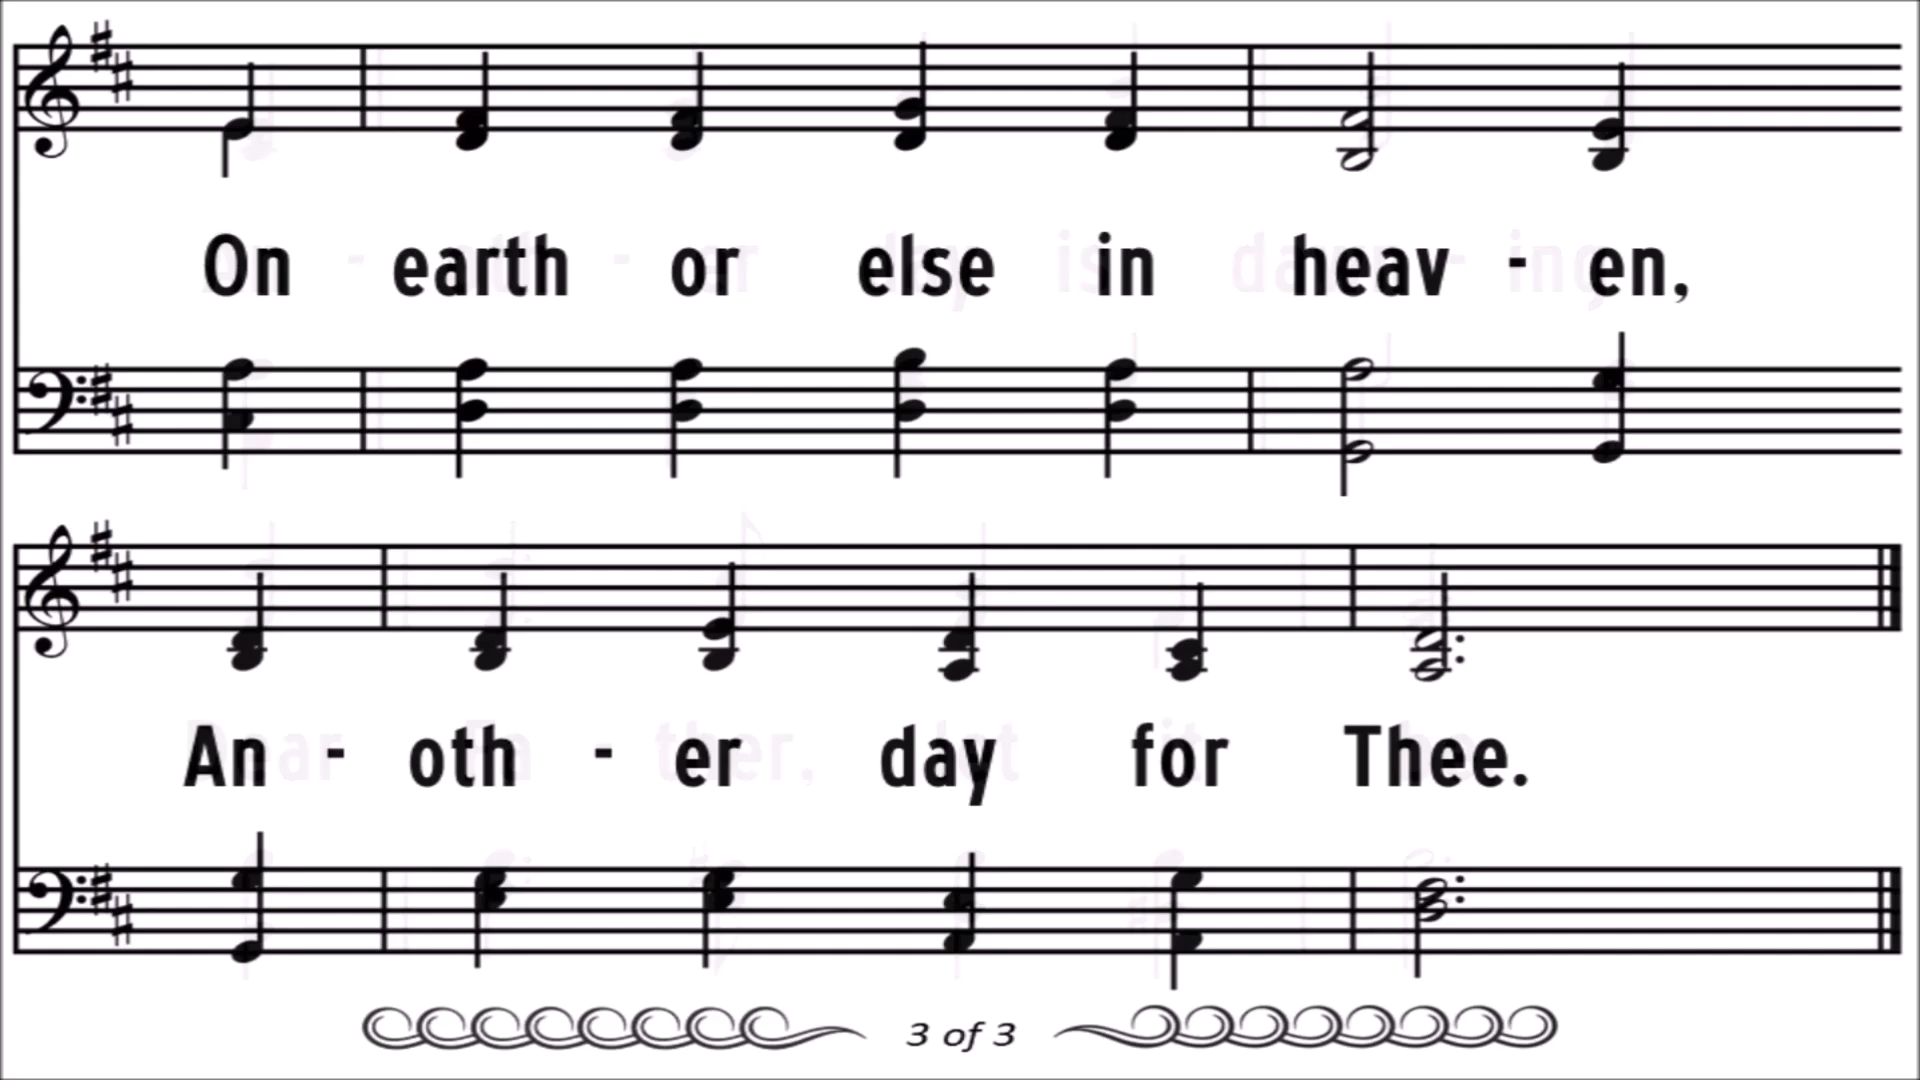 On earth or else in heav - en,
An - oth - er day for Thee.
3 of 3